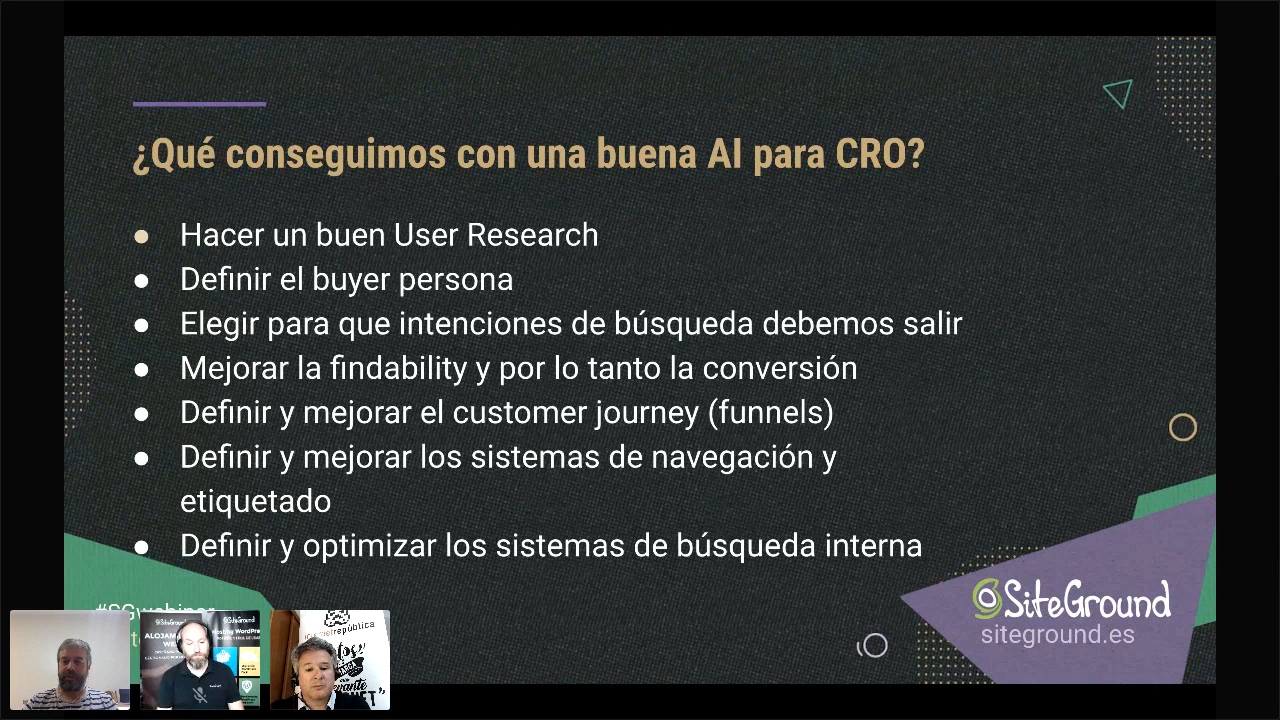 ¿Qué conseguimos con una buena AI para CRO?
● Hacer un buen User Research
● Definir el buyer persona
● Elegir para que intenciones de búsqueda debemos salir
● Mejorar la findability y por lo tanto la conversión
● Definir y mejorar el customer journey (funnels)
● Definir y mejorar los sistemas de navegación y
etiquetado
● Definir y optimizar los sistemas de búsqueda interna
#SGwebinar
SiteGround
siteground.es
SiteGround